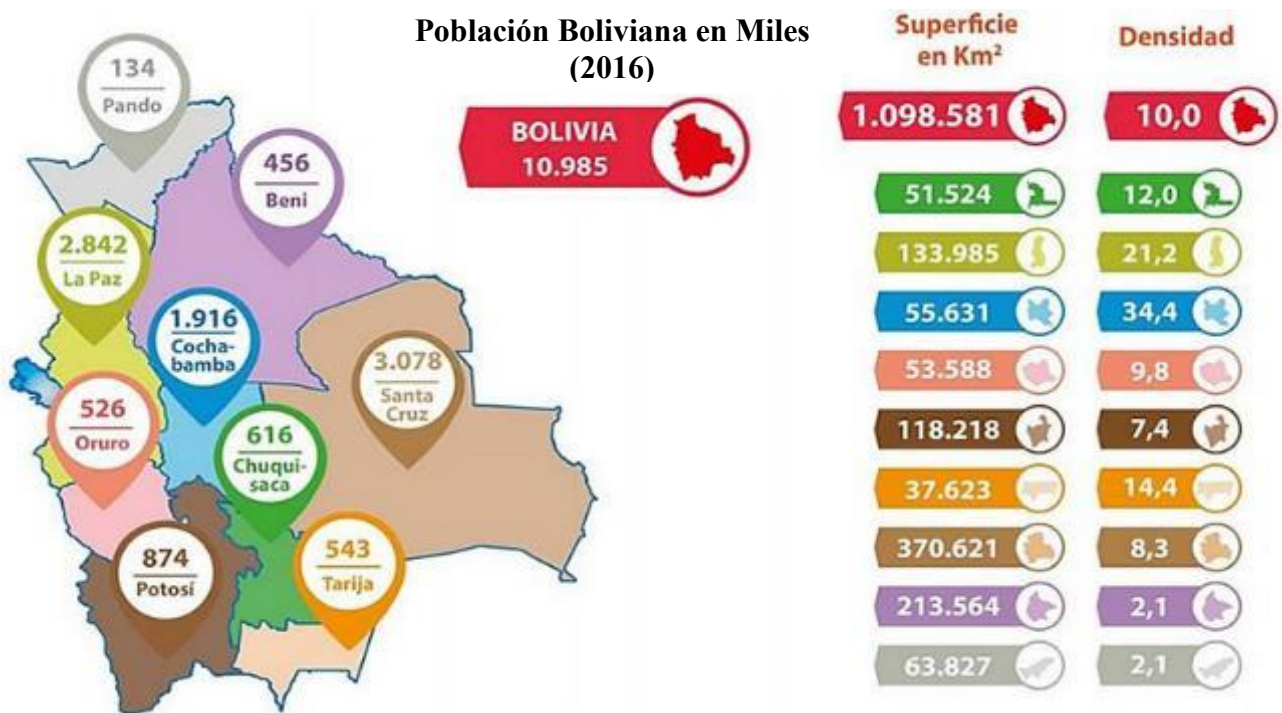 Población Boliviana en Miles
(2016)
BOLIVIA
10.985
134
Pando
456
Beni
2.842
La Paz
1.916
Cocha-
bamba
3.078
Santa
Cruz
526
Oruro
616
Chuqui-
saca
874
Potosí
543
Tarija
Superficie
en Km²
Densidad
1.098.581 10,0
51.524 12,0
133.985 21,2
55.631 34,4
53.588 9,8
118.218 7,4
37.623 14,4
370.621 8,3
213.564 2,1
63.827 2,1